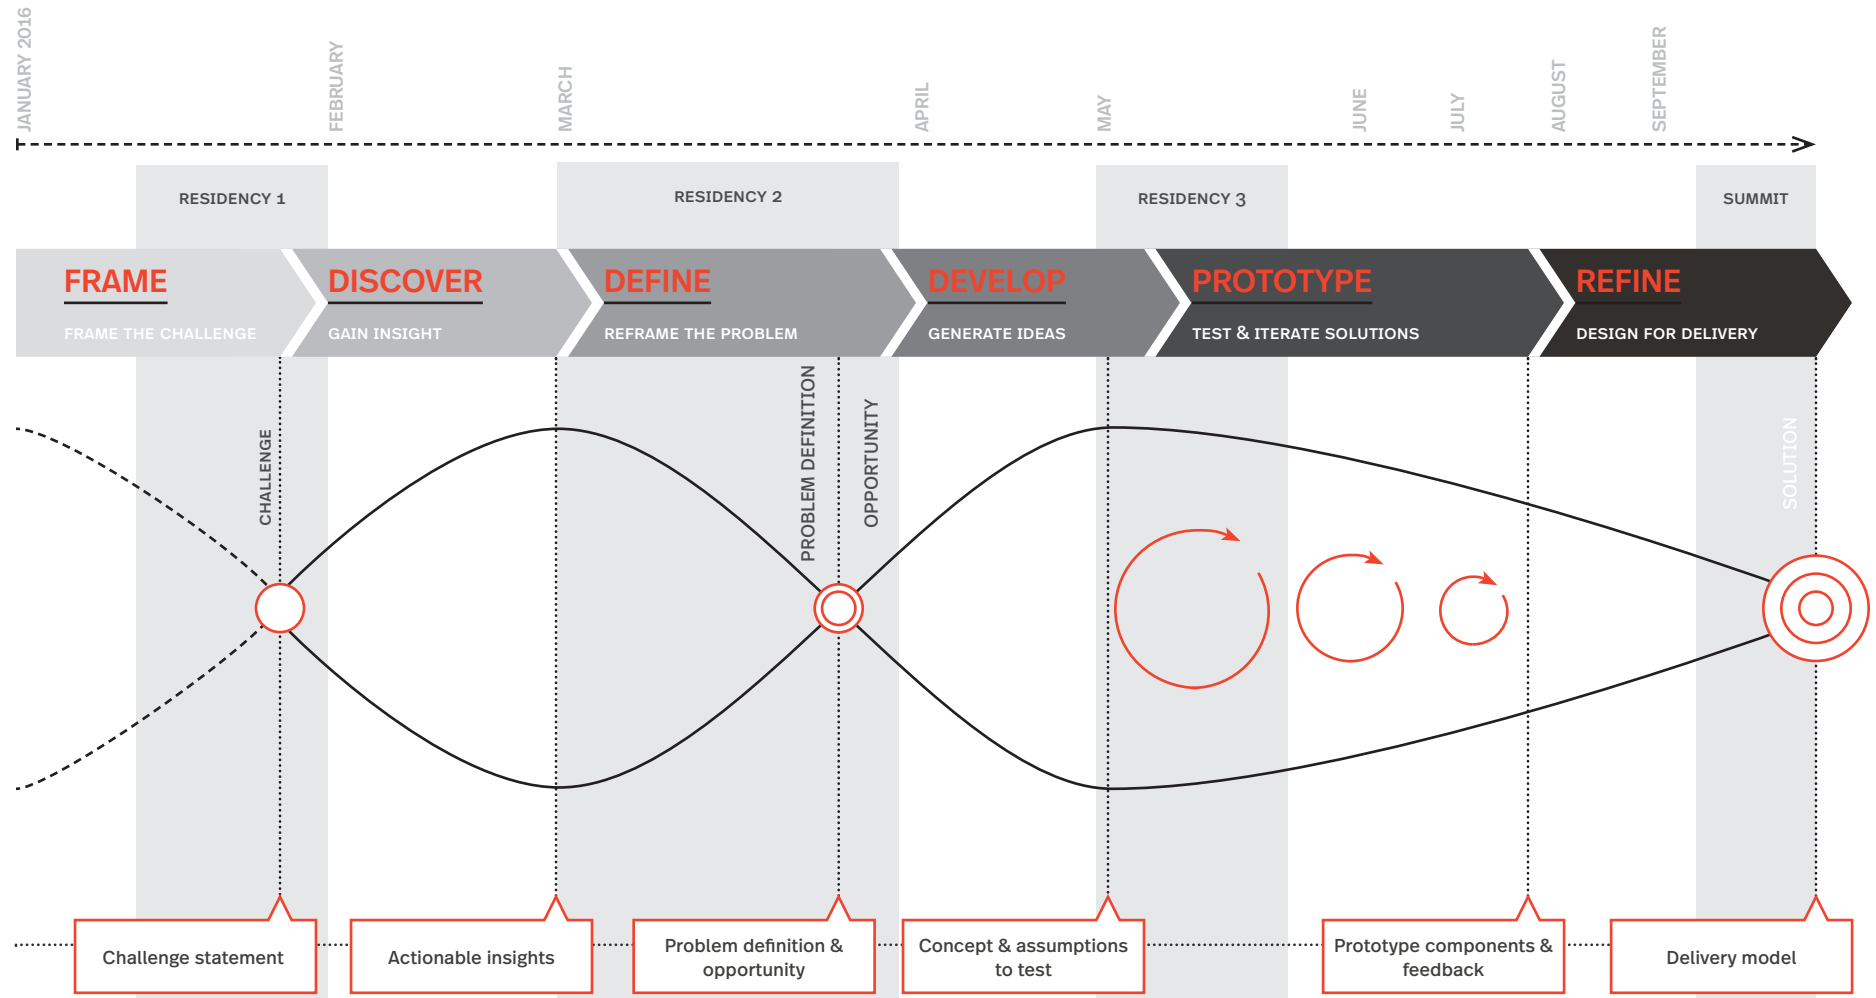 JANUARY 2016
FEBRUARY
MARCH
APRIL
MAY
JUNE
JULY
AUGUST
SEPTEMBER
RESIDENCY 1
RESIDENCY 2
RESIDENCY 3
SUMMIT
FRAME
FRAME THE CHALLENGE
DISCOVER
GAIN INSIGHT
DEFINE
REFRAME THE PROBLEM
DEVELOP
GENERATE IDEAS
PROTOTYPE
TEST & ITERATE SOLUTIONS
REFINE
DESIGN FOR DELIVERY
CHALLENGE
PROBLEM DEFINITION
OPPORTUNITY
SOLUTION
Challenge statement
Actionable insights
Problem definition &
opportunity
Concept & assumptions
to test
Prototype components &
feedback
Delivery model